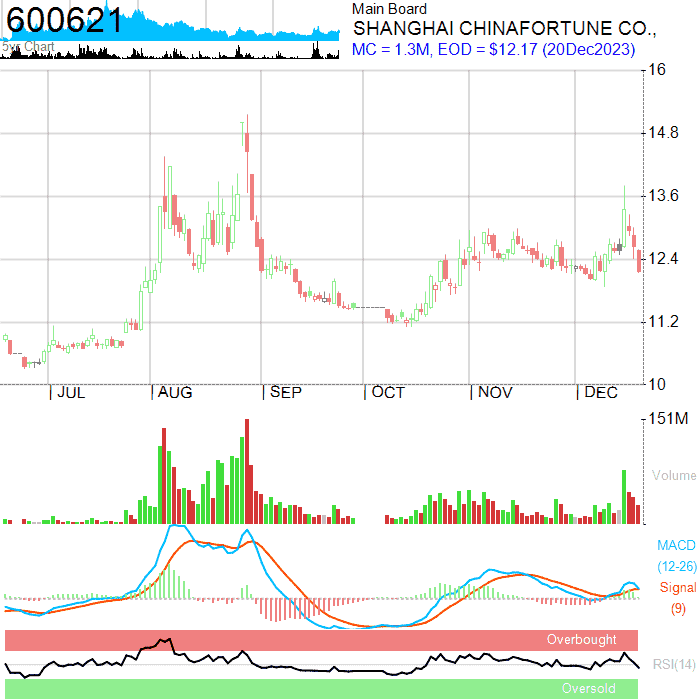 600621
5yr Chart
Main Board
SHANGHAI CHINAFORTUNE CO.,
MC = 1.3M, EOD = $12.17 (20Dec2023)
16
14.8
13.6
12.4
11.2
10
JUL
AUG
SEP
OCT
NOV
DEC
151M
Volume
MACD
(12-26)
Signal
(9)
Overbought
RSI(14)
Oversold